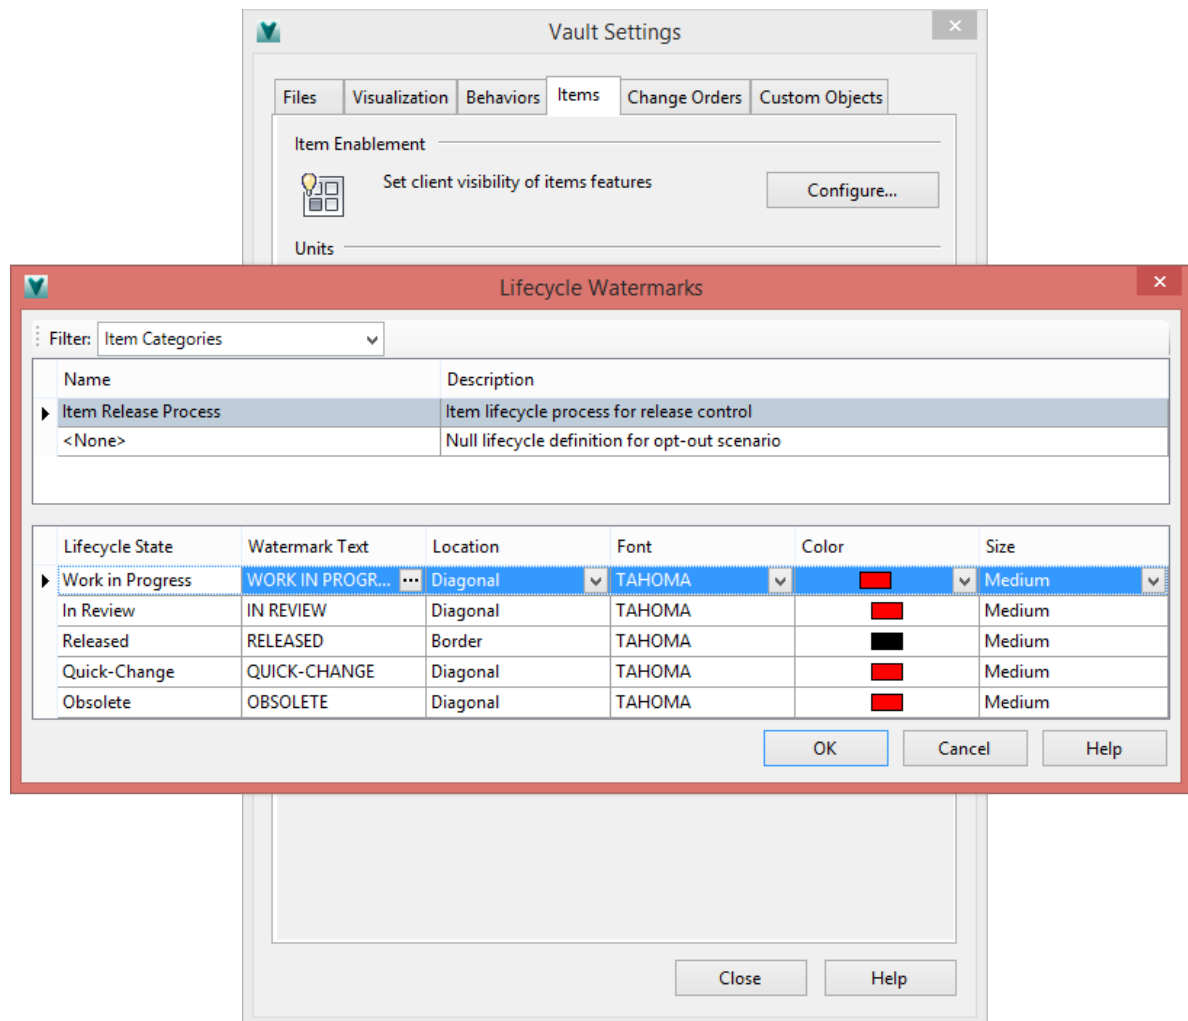 Vault Settings
Files Visualization Behaviors Items Change Orders Custom Objects
Item Enablement
Set client visibility of items features Configure...
Units
Lifecycle Watermarks
Filter: Item Categories
Name Description
Item Release Process Item lifecycle process for release control
<None> Null lifecycle definition for opt-out scenario
Lifecycle State Watermark Text Location Font Color Size
Work in Progress WORK IN PROGR... Diagonal TAHOMA Medium
In Review IN REVIEW Diagonal TAHOMA Medium
Released RELEASED Border TAHOMA Medium
Quick-Change QUICK-CHANGE Diagonal TAHOMA Medium
Obsolete OBSOLETE Diagonal TAHOMA Medium
OK Cancel Help
Close Help